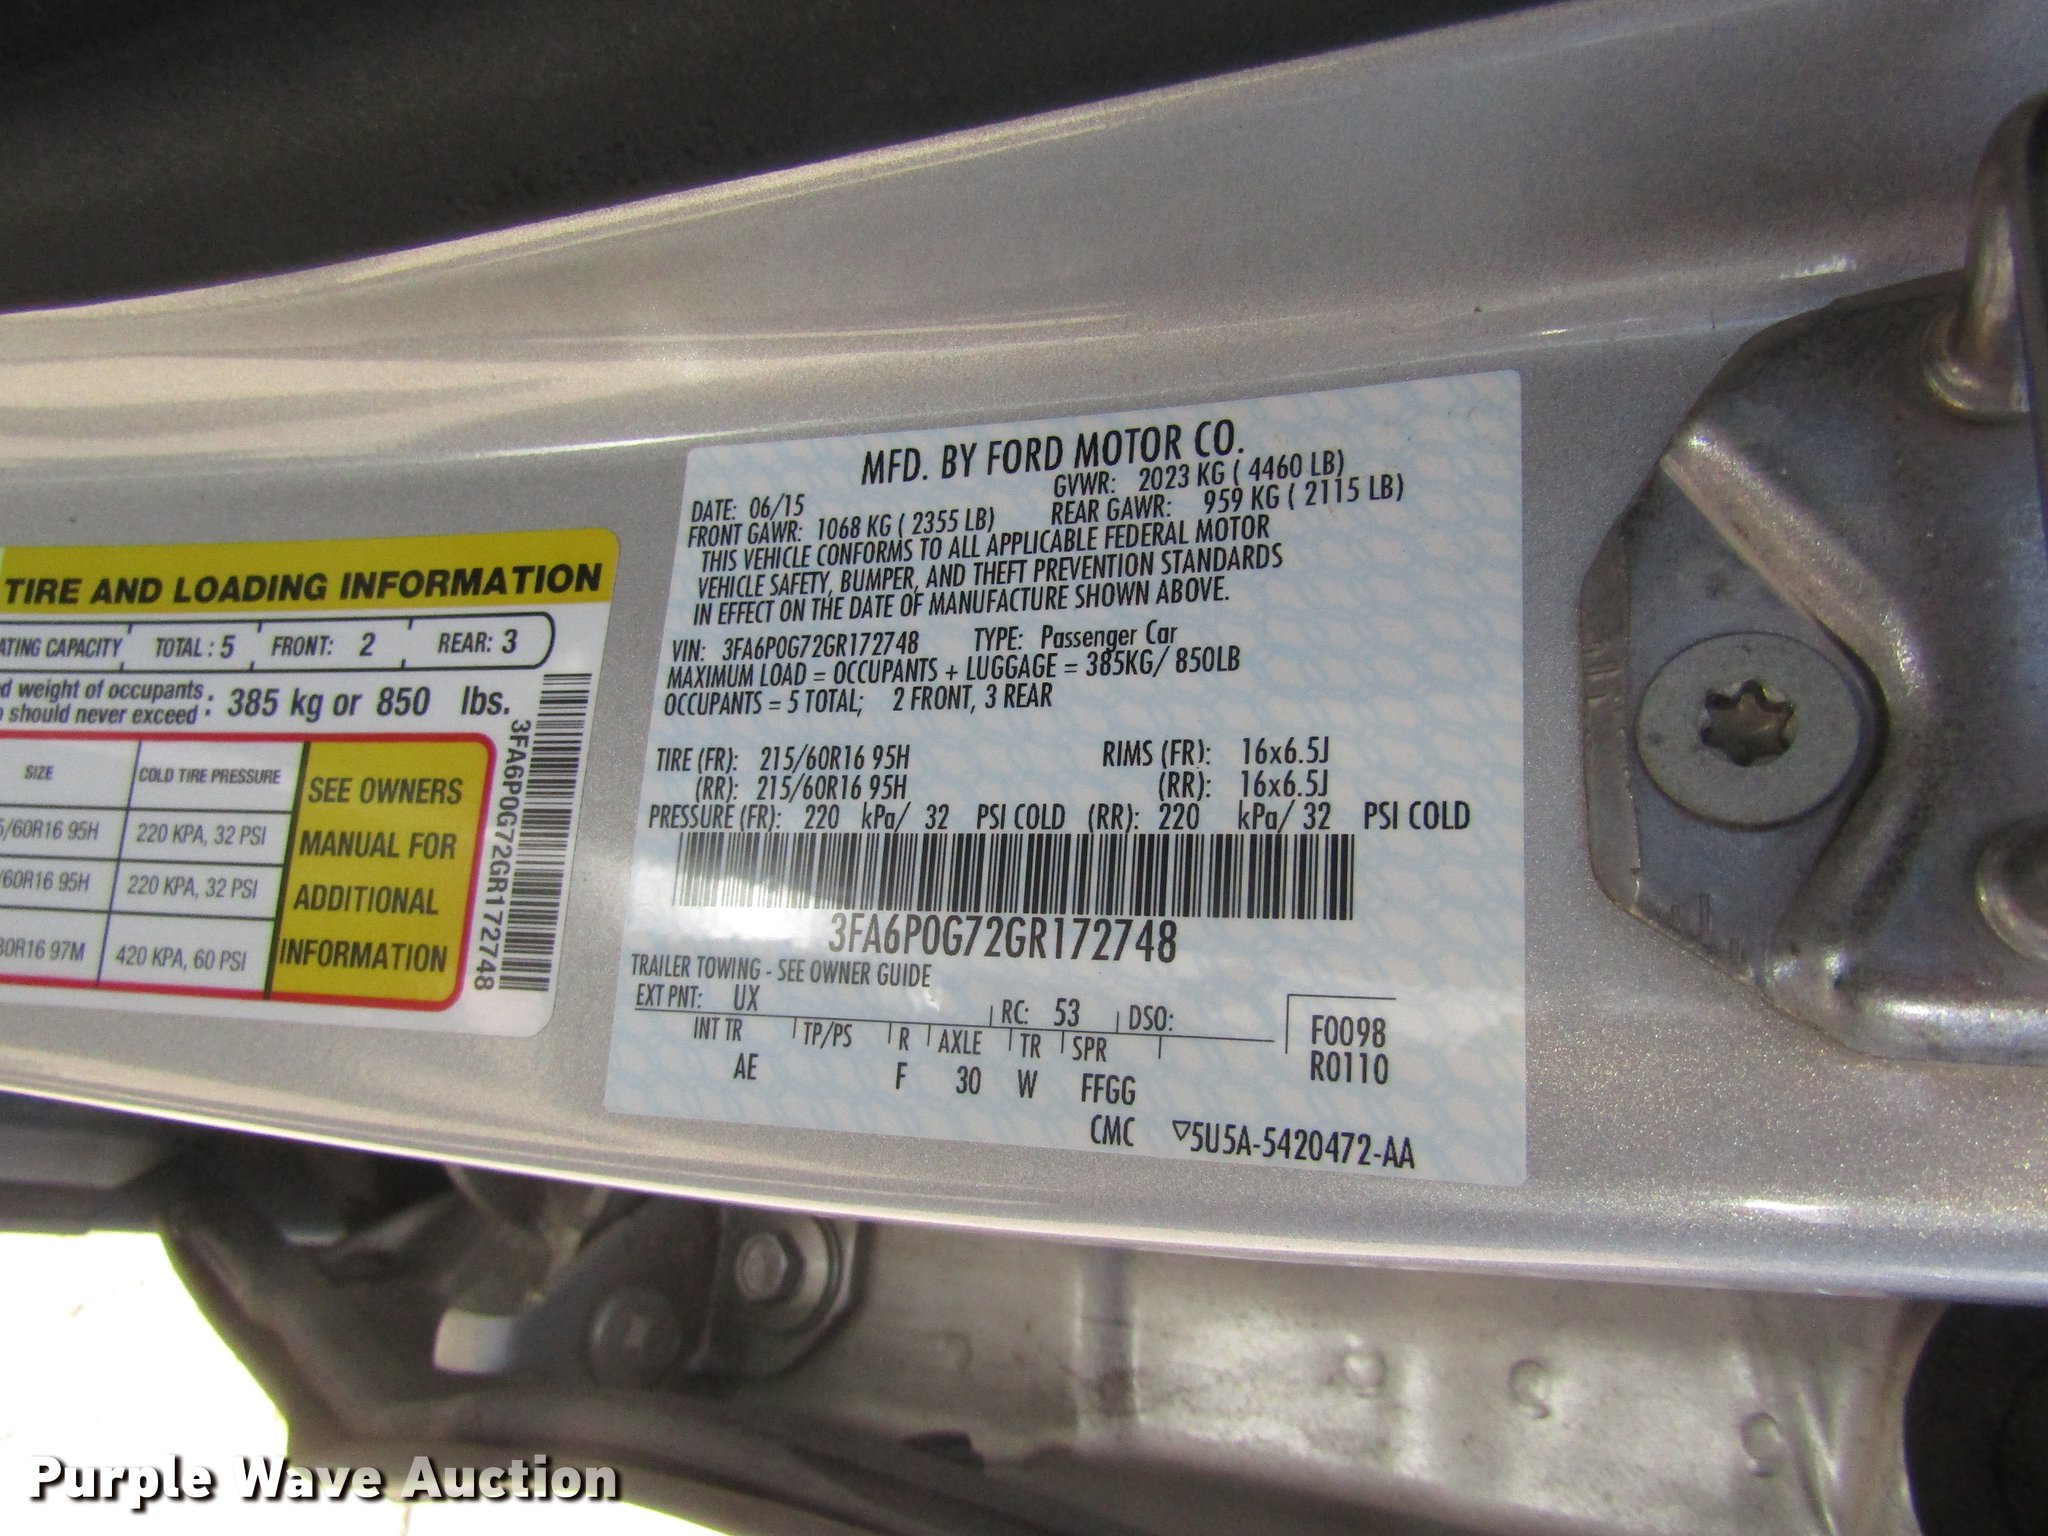 TIRE AND LOADING INFORMATION
ATING CAPACITY TOTAL : 5 FRONT: 2 REAR: 3
d weight of occupants : 385 kg or 850 lbs.
should never exceed
SIZE COLD TIRE PRESSURE
5/60R16 95H 220 KPA, 32 PSI
/60R16 95H 220 KPA, 32 PSI
80R16 97M 420 KPA, 60 PSI
SEE OWNERS
MANUAL FOR
ADDITIONAL
INFORMATION
3FA6P0G72GR172748
MFD. BY FORD MOTOR CO.
DATE: 06/15 GVWR: 2023 KG ( 4460 LB)
FRONT GAWR: 1068 KG ( 2355 LB) REAR GAWR: 959 KG ( 2115 LB)
THIS VEHICLE CONFORMS TO ALL APPLICABLE FEDERAL MOTOR
VEHICLE SAFETY, BUMPER, AND THEFT PREVENTION STANDARDS
IN EFFECT ON THE DATE OF MANUFACTURE SHOWN ABOVE.
VIN: 3FA6P0G72GR172748 TYPE: Passenger Car
MAXIMUM LOAD = OCCUPANTS + LUGGAGE = 385KG/ 850LB
OCCUPANTS = 5 TOTAL; 2 FRONT, 3 REAR
TIRE (FR): 215/60R16 95H RIMS (FR): 16x6.5J
(RR): 215/60R16 95H (RR): 16x6.5J
PRESSURE (FR): 220 kPa/ 32 PSI COLD (RR): 220 kPa/ 32 PSI COLD
3FA6P0G72GR172748
TRAILER TOWING - SEE OWNER GUIDE
EXT PNT: UX RC: 53 DSO:
INT TR TP/PS R AXLE TR SPR
AE F 30 W FFGG
F0098
R0110
CMC ▽5U5A-5420472-AA
Purple Wave Auction